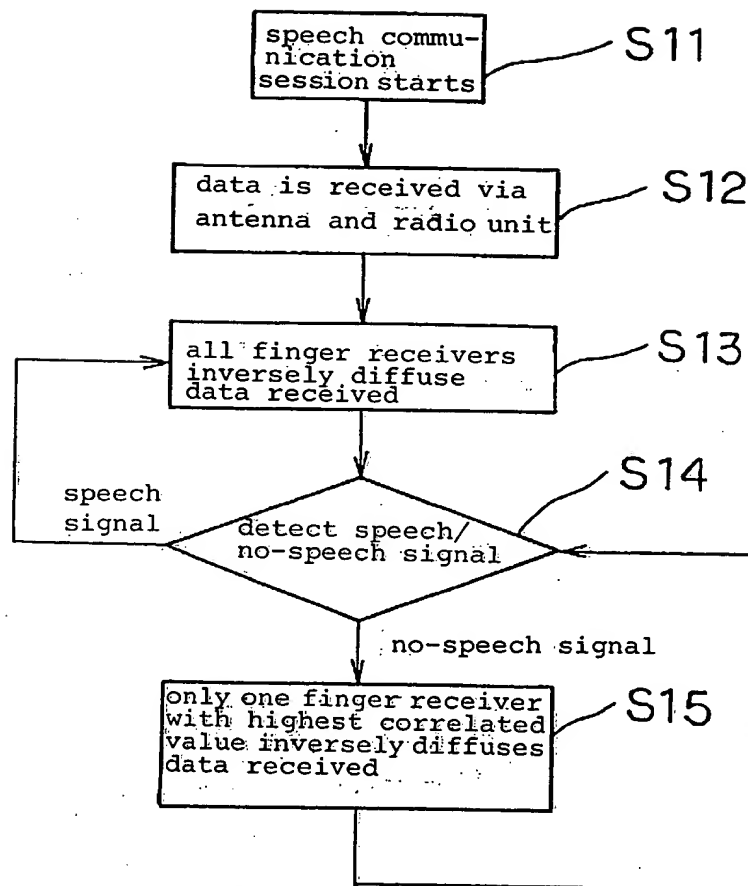 speech commu-
nication
session starts
S11
data is received via
antenna and radio unit
S12
all finger receivers
inversely diffuse
data received
S13
speech
signal
detect speech/
no-speech signal
S14
no-speech signal
only one finger receiver
with highest correlated
value inversely diffuses
data received
S15